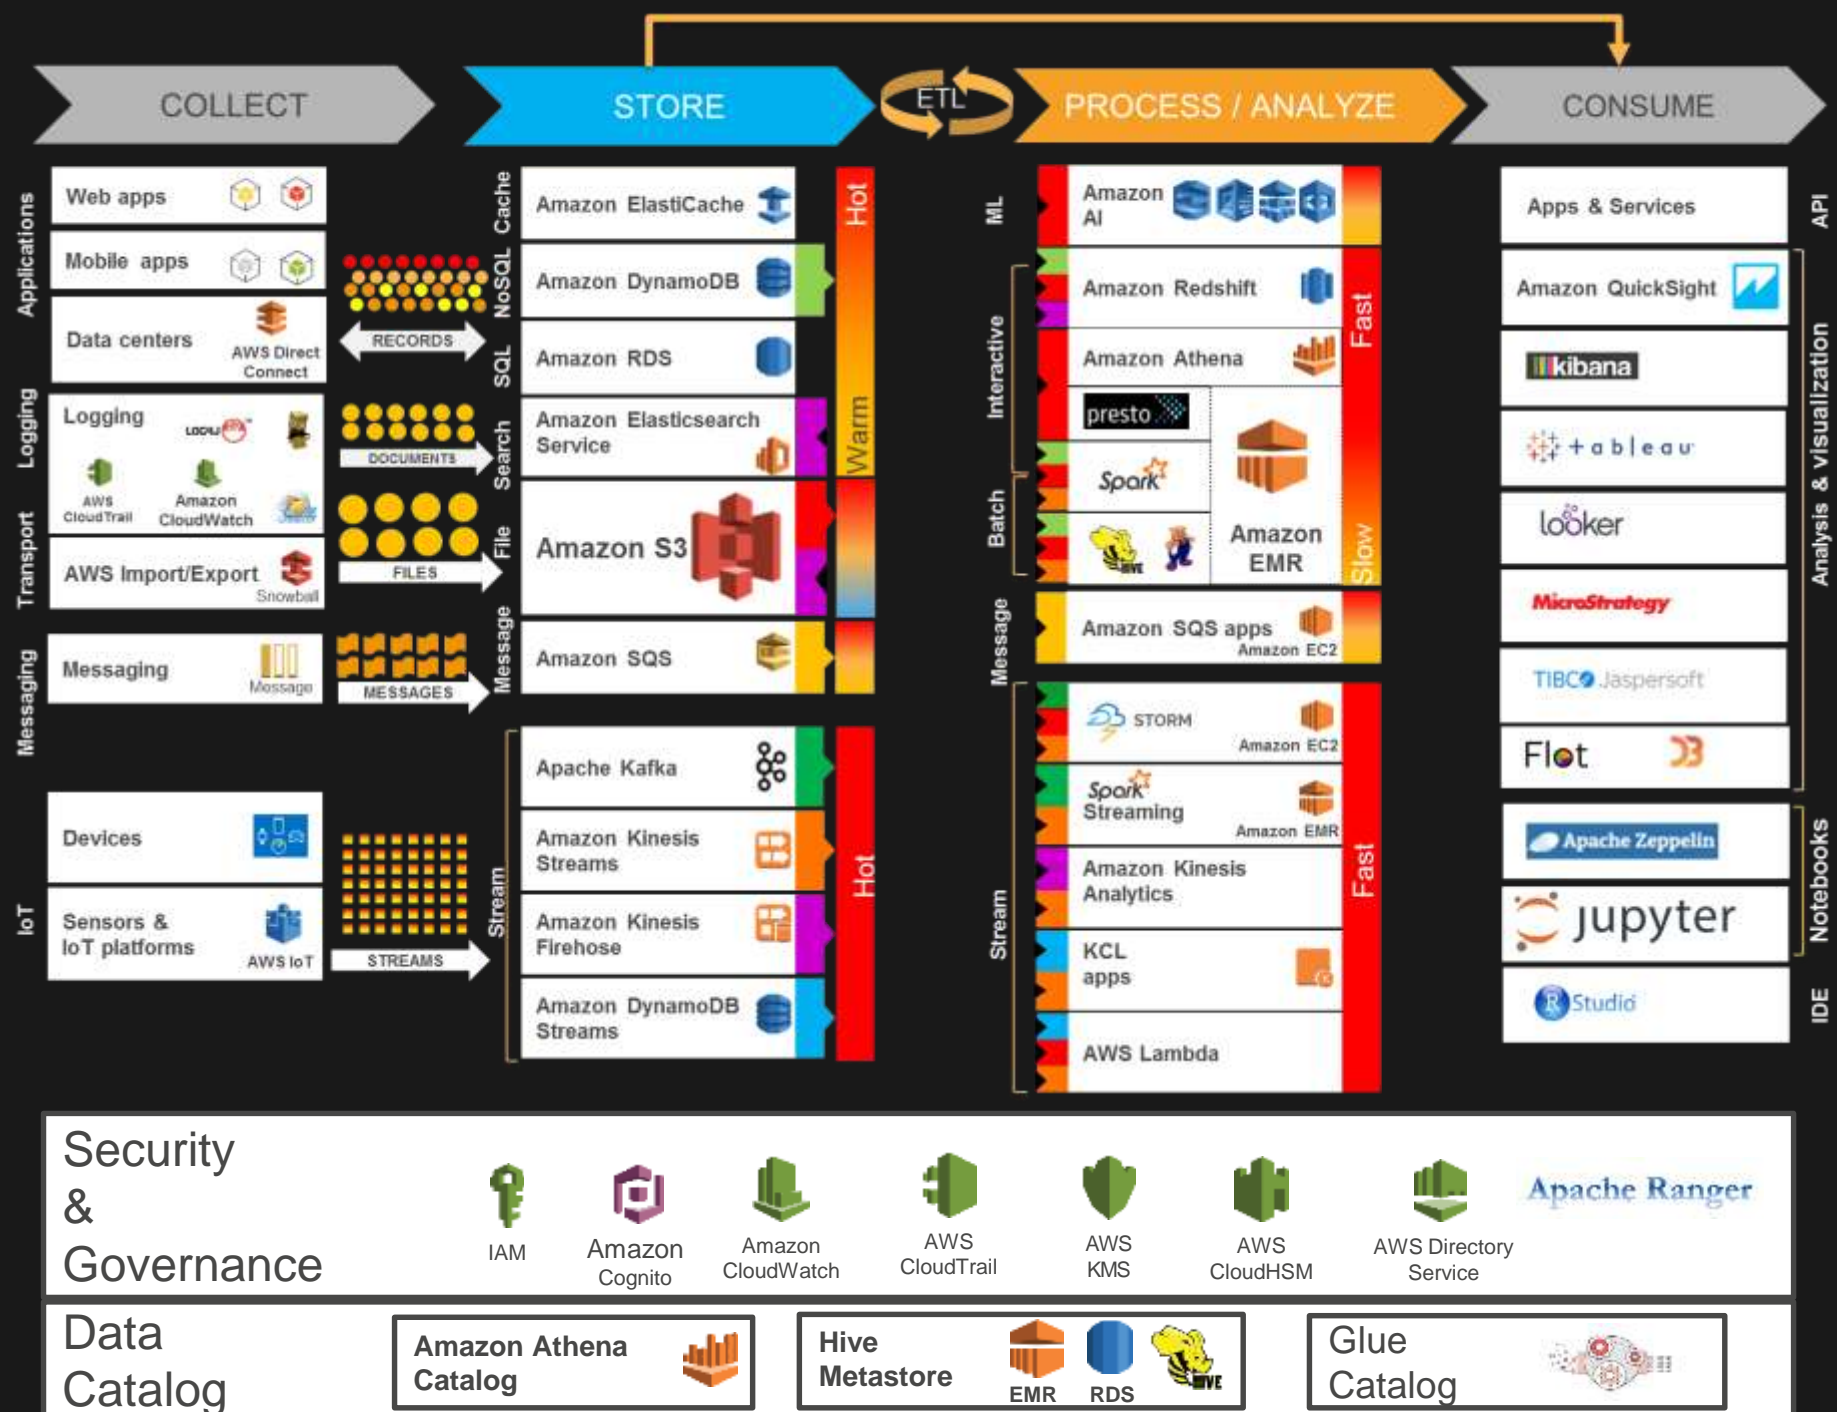 COLLECT
STORE
ETL
PROCESS / ANALYZE
CONSUME
Applications
Web apps
Mobile apps
Data centers
AWS Direct
Connect
RECORDS
Logging
Logging
AWS
CloudTrail
Amazon
CloudWatch
DOCUMENTS
Transport
AWS Import/Export
Snowball
FILES
Messaging
Messaging
Message
MESSAGES
IoT
Devices
Sensors &
IoT platforms
AWS IoT
STREAMS
Cache
Amazon ElastiCache
NoSQL
Amazon DynamoDB
SQL
Amazon RDS
Search
Amazon Elasticsearch
Service
File
Amazon S3
Message
Amazon SQS
Hot
Warm
Stream
Apache Kafka
Amazon Kinesis
Streams
Amazon Kinesis
Firehose
Amazon DynamoDB
Streams
Hot
ML
Amazon
AI
Interactive
Amazon Redshift
Amazon Athena
presto
Batch
Spark
HIVE
Amazon
EMR
Fast
Slow
Message
Amazon SQS apps
Amazon EC2
Stream
STORM
Amazon EC2
Spark
Streaming
Amazon EMR
Amazon Kinesis
Analytics
KCL
apps
AWS Lambda
Fast
Apps & Services
API
Amazon QuickSight
kibana
+ableau
looker
MicroStrategy
TIBCO Jaspersoft
Flot
D3
Analysis & visualization
Apache Zeppelin
jupyter
Notebooks
R Studio
IDE
Security
&
Governance
IAM
Amazon
Cognito
Amazon
CloudWatch
AWS
CloudTrail
AWS
KMS
AWS
CloudHSM
AWS Directory
Service
Apache Ranger
Data
Catalog
Amazon Athena
Catalog
Hive
Metastore
EMR
RDS
HIVE
Glue
Catalog